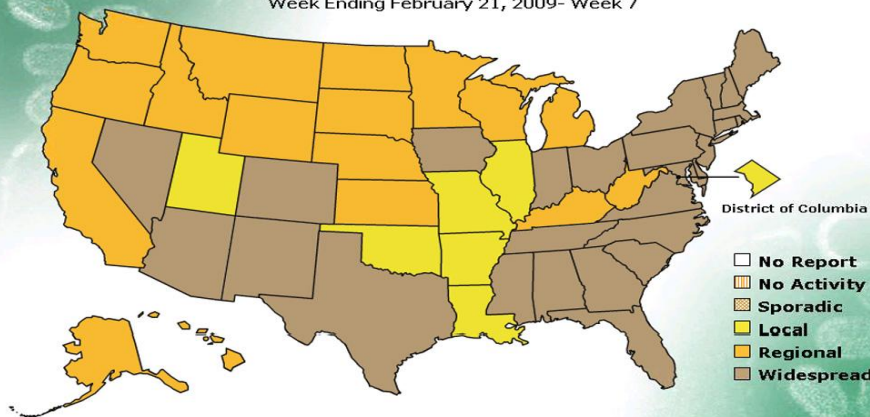 Week Ending February 21, 2009- Week 7
District of Columbia
No Report
No Activity
Sporadic
Local
Regional
Widespread